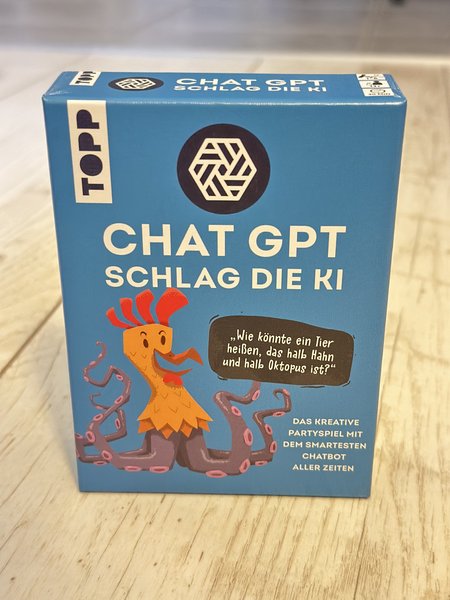 TOPP
CHAT GPT
SCHLAG DIE KI
TOPP
CHAT GPT
SCHLAG DIE KI
„Wie könnte ein Tier
heißen, das halb Hahn
und halb Oktopus ist?“
DAS KREATIVE
PARTYSPIEL MIT
DEM SMARTESTEN
CHATBOT
ALLER ZEITEN